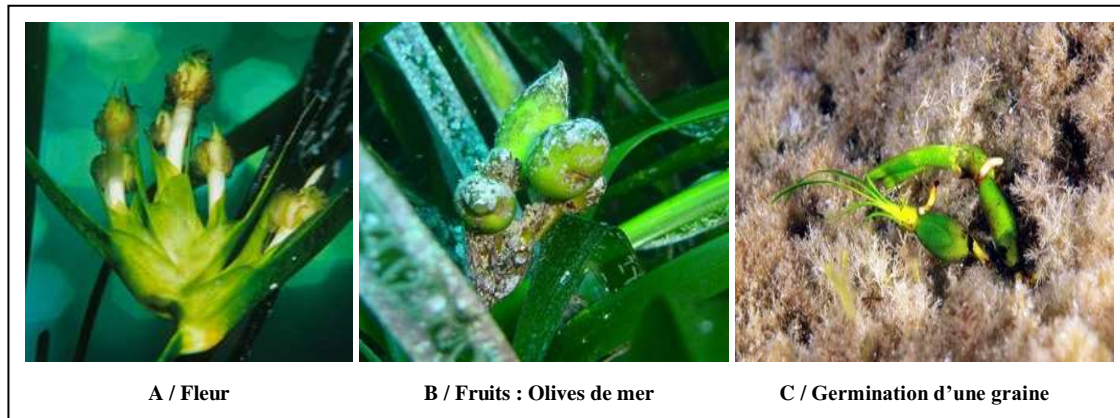 A / Fleur
B / Fruits : Olives de mer
C / Germination d’une graine